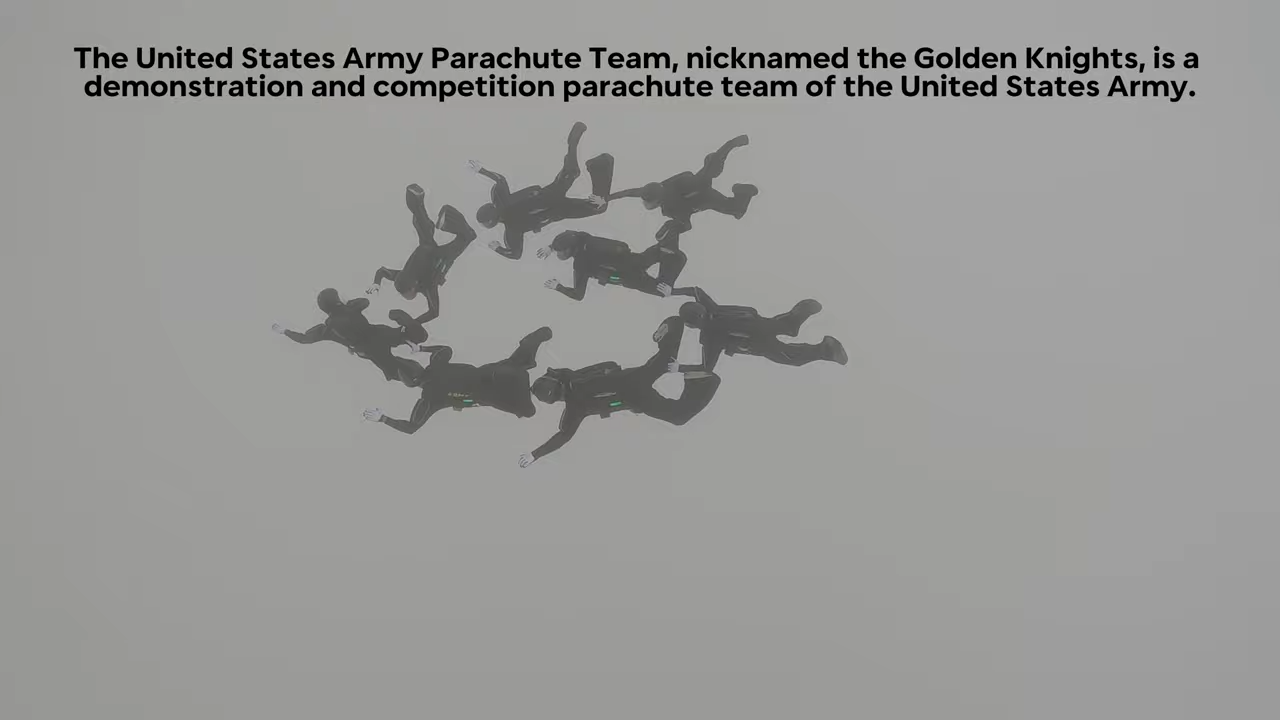 The United States Army Parachute Team, nicknamed the Golden Knights, is a
demonstration and competition parachute team of the United States Army.